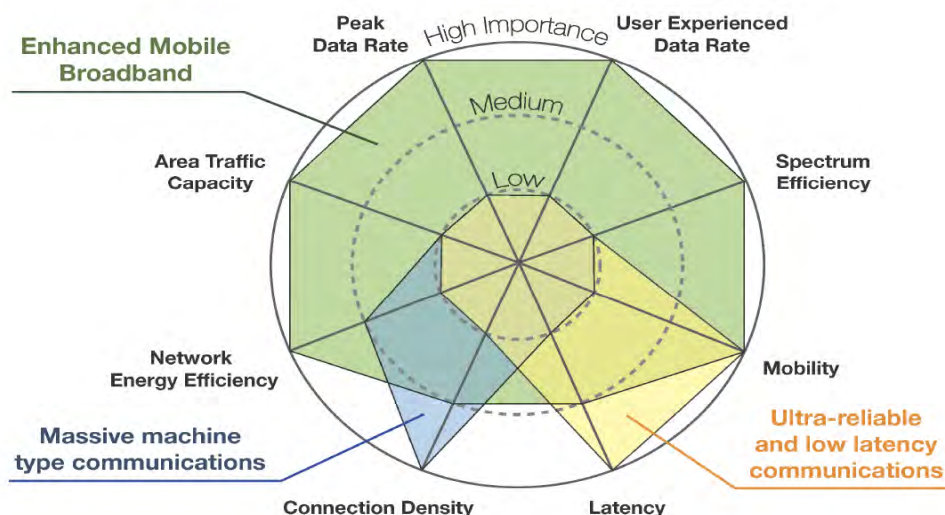 Peak
Data Rate
High Importance
User Experienced
Data Rate
Enhanced Mobile
Broadband
Medium
Area Traffic
Capacity
Low
Spectrum
Efficiency
Network
Energy Efficiency
Mobility
Massive machine
type communications
Ultra-reliable
and low latency
communications
Connection Density
Latency